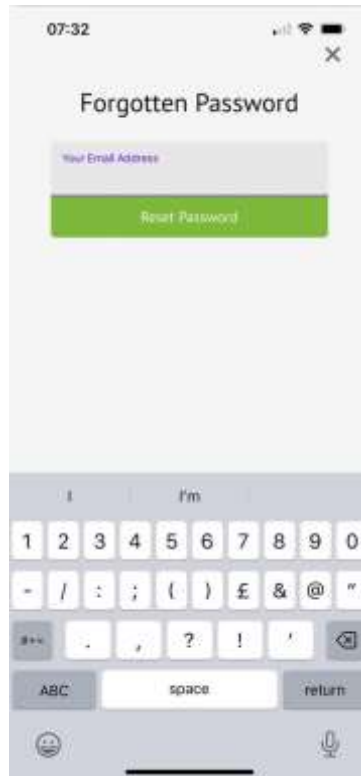 07:32
Forgotten Password
Your Email Address
Reset Password
I I'm
1 2 3 4 5 6 7 8 9 0
- / : ; ( ) £ & @ "
#+= . , ? ! '
ABC space return